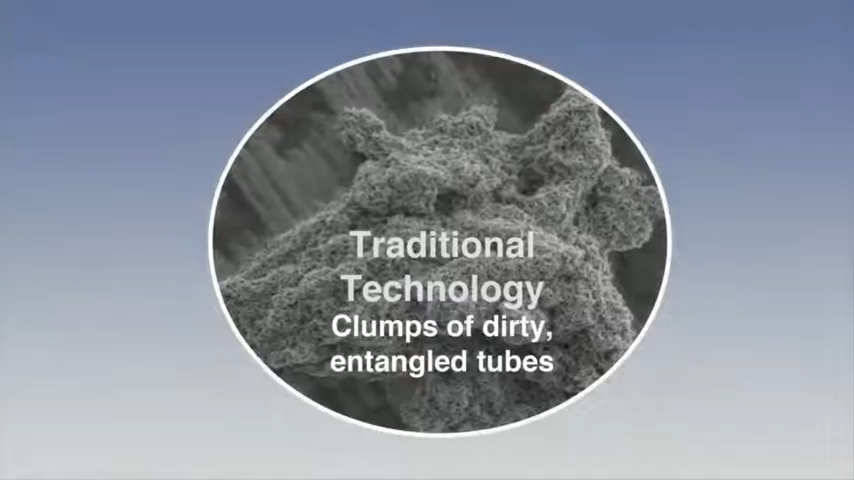 Traditional
Technology
Clumps of dirty,
entangled tubes